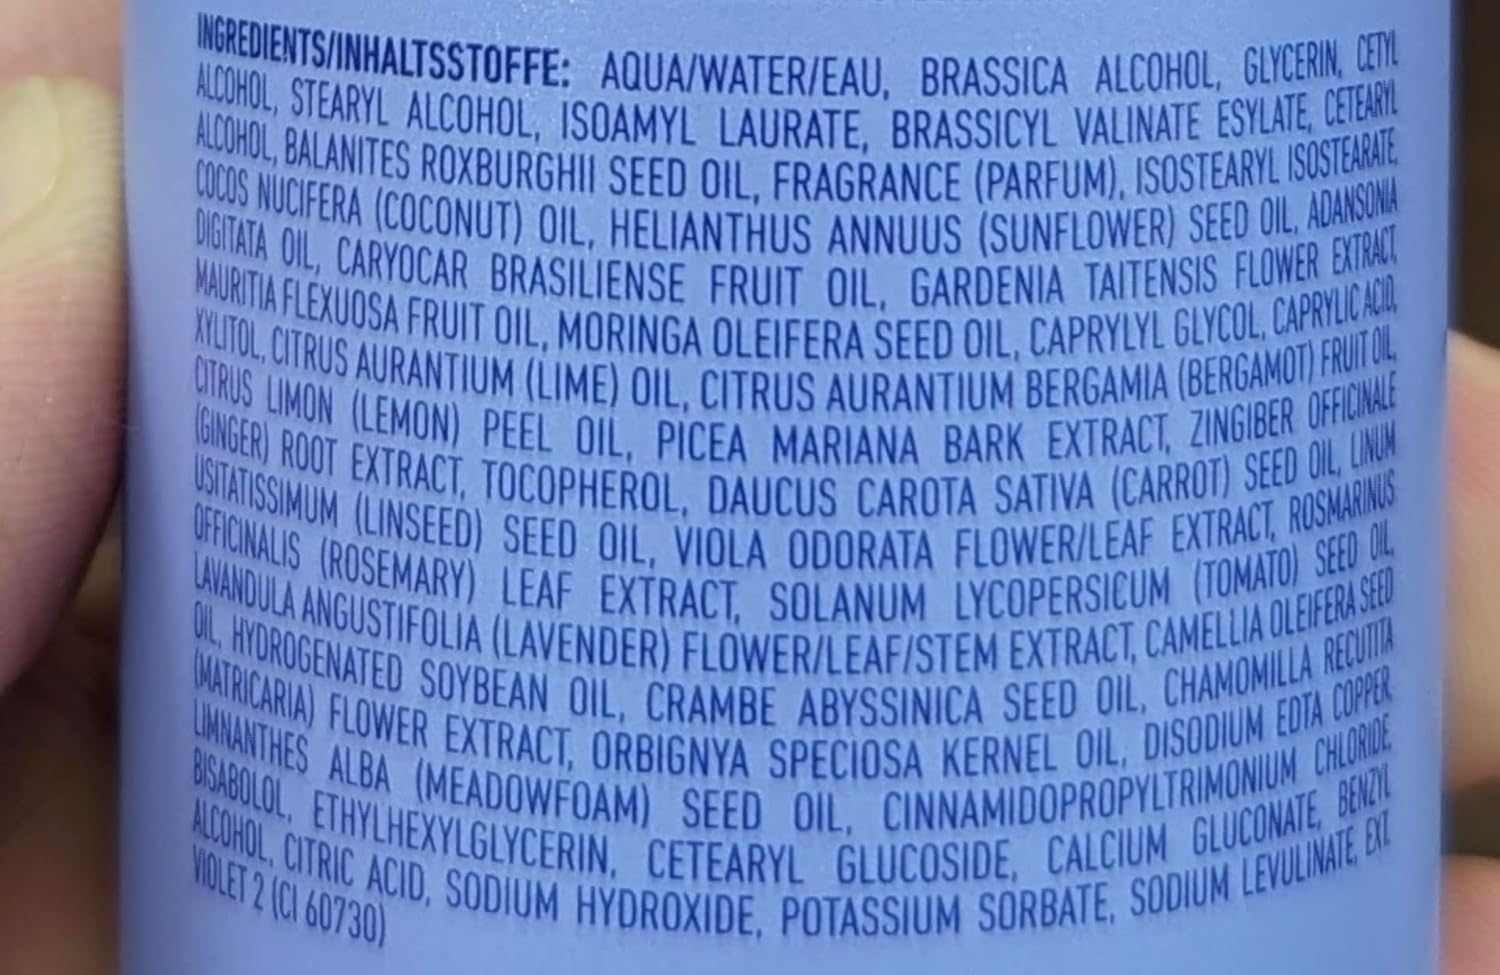 INGREDIENTS/INHALTSSTOFFE: AQUA/WATER/EAU, BRASSICA ALCOHOL, GLYCERIN, CETYL
ALCOHOL, STEARYL ALCOHOL, ISOAMYL LAURATE, BRASSICYL VALINATE ESYLATE, CETEARYL
ALCOHOL, BALANITES ROXBURGHII SEED OIL, FRAGRANCE (PARFUM), ISOSTEARYL ISOSTEARATE,
COCOS NUCIFERA (COCONUT) OIL, HELIANTHUS ANNUUS (SUNFLOWER) SEED OIL, ADANSONIA
DIGITATA OIL, CARYOCAR BRASILIENSE FRUIT OIL, GARDENIA TAITENSIS FLOWER EXTRACT,
MAURITIA FLEXUOSA FRUIT OIL, MORINGA OLEIFERA SEED OIL, CAPRYLYL GLYCOL, CAPRYLIC ACID,
XYLITOL, CITRUS AURANTIUM (LIME) OIL, CITRUS AURANTIUM BERGAMIA (BERGAMOT) FRUIT OIL,
CITRUS LIMON (LEMON) PEEL OIL, PICEA MARIANA BARK EXTRACT, ZINGIBER OFFICINALE
(GINGER) ROOT EXTRACT, TOCOPHEROL, DAUCUS CAROTA SATIVA (CARROT) SEED OIL, LINUM
USITATISSIMUM (LINSEED) SEED OIL, VIOLA ODORATA FLOWER/LEAF EXTRACT, ROSMARINUS
OFFICINALIS (ROSEMARY) LEAF EXTRACT, SOLANUM LYCOPERSICUM (TOMATO) SEED OIL,
LAVANDULA ANGUSTIFOLIA (LAVENDER) FLOWER/LEAF/STEM EXTRACT, CAMELLIA OLEIFERA SEED
OIL, HYDROGENATED SOYBEAN OIL, CRAMBE ABYSSINICA SEED OIL, CHAMOMILLA RECUTITA
(MATRICARIA) FLOWER EXTRACT, ORBIGNYA SPECIOSA KERNEL OIL, DISODIUM EDTA COPPER,
LIMNANTHES ALBA (MEADOWFOAM) SEED OIL, CINNAMIDOPROPYLTRIMONIUM CHLORIDE,
BISABOLOL, ETHYLHEXYLGLYCERIN, CETEARYL GLUCOSIDE, CALCIUM GLUCONATE, BENZYL
ALCOHOL, CITRIC ACID, SODIUM HYDROXIDE, POTASSIUM SORBATE, SODIUM LEVULINATE, EXT.
VIOLET 2 (CI 60730)